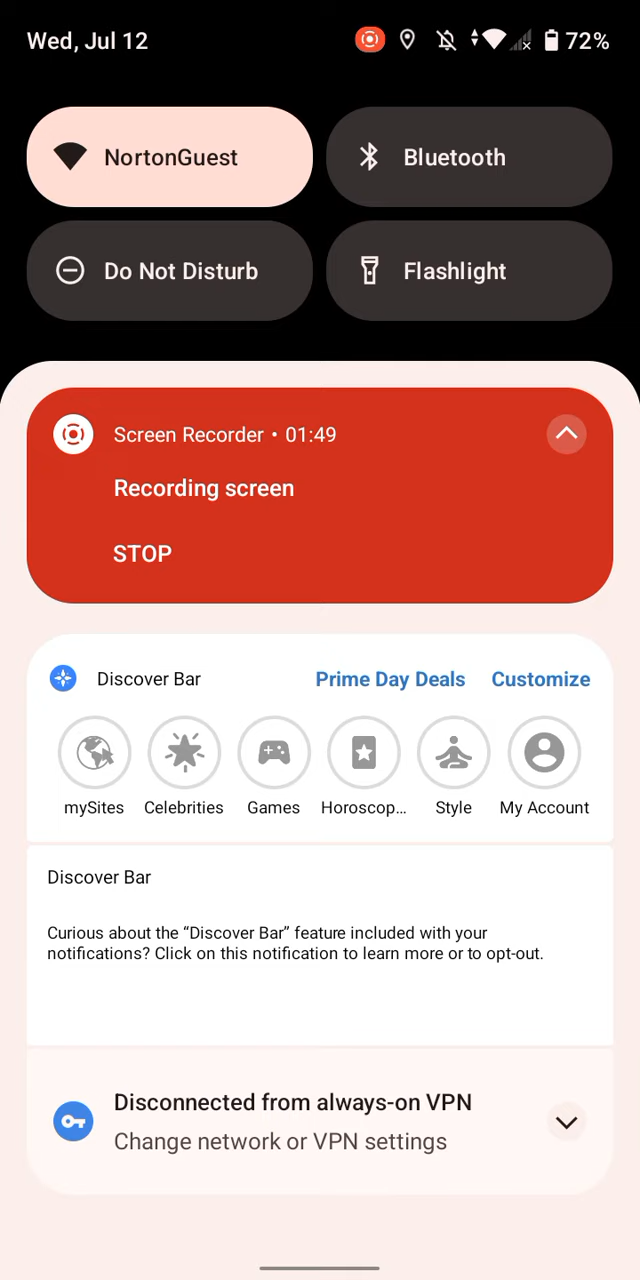 Wed, Jul 12
72%
NortonGuest
Bluetooth
Do Not Disturb
Flashlight
Screen Recorder • 01:49
Recording screen
STOP
Discover Bar
Prime Day Deals
Customize
mySites
Celebrities
Games
Horoscop...
Style
My Account
Discover Bar
Curious about the “Discover Bar” feature included with your
notifications? Click on this notification to learn more or to opt-out.
Disconnected from always-on VPN
Change network or VPN settings